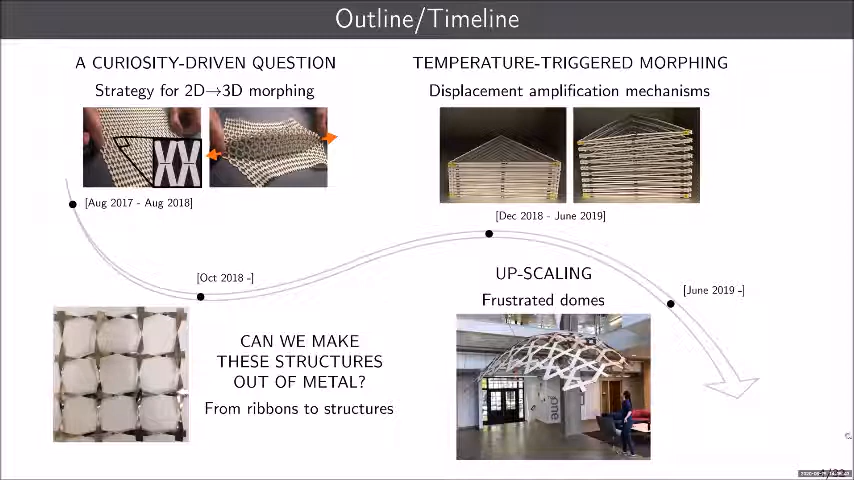 Outline/Timeline
A CURIOSITY-DRIVEN QUESTION
Strategy for 2D→3D morphing
[Aug 2017 - Aug 2018]
TEMPERATURE-TRIGGERED MORPHING
Displacement amplification mechanisms
[Dec 2018 - June 2019]
[Oct 2018 -]
CAN WE MAKE
THESE STRUCTURES
OUT OF METAL?
From ribbons to structures
UP-SCALING
Frustrated domes
[June 2019 -]
one